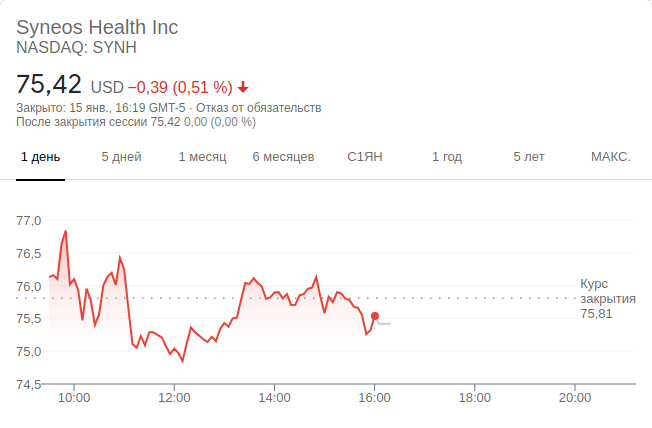 Syneos Health Inc
NASDAQ: SYNH
75,42 USD −0,39 (0,51 %)
Закрыто: 15 янв., 16:19 GMT-5 · Отказ от обязательств
После закрытия сессии 75,42 0,00 (0,00 %)
1 день 5 дней 1 месяц 6 месяцев С1ЯН 1 год 5 лет МАКС.
77,0
76,5
76,0
75,5
75,0
74,5
Курс
закрытия
75,81
10:00 12:00 14:00 16:00 18:00 20:00